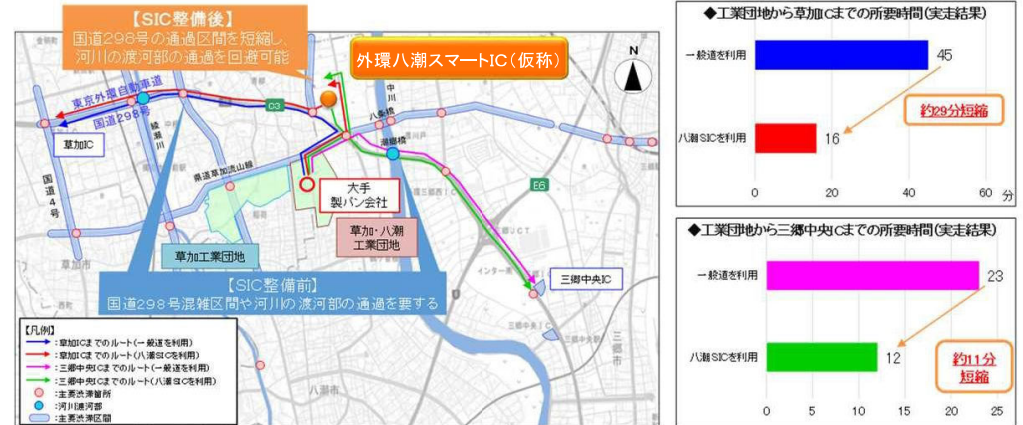 【SIC整備後】
国道298号の通過区間を短縮し、
河川の渡河部の通過を回避可能
外環八潮スマートIC(仮称)
N
東京外環自動車道
国道298号
C3
中川
八条橋
潮郷橋
綾瀬川
草加IC
国道4号
県道草加流山線
大手
製パン会社
草加・八潮
工業団地
草加工業団地
E6
三郷JCT
三郷中央IC
草加市
八潮市
三郷市
【SIC整備前】
国道298号混雑区間や河川の渡河部の通過を要する
【凡例】
:草加ICまでのルート(一般道を利用)
:草加ICまでのルート(八潮SICを利用)
:三郷中央ICまでのルート(一般道を利用)
:三郷中央ICまでのルート(八潮SICを利用)
:主要渋滞箇所
:河川渡河部
:主要渋滞区間
◆工業団地から草加ICまでの所要時間(実走結果)
一般道を利用
45
約29分短縮
八潮SICを利用
16
0 20 40 60 分
◆工業団地から三郷中央ICまでの所要時間(実走結果)
一般道を利用
23
八潮SICを利用
12
約11分
短縮
0 5 10 15 20 25